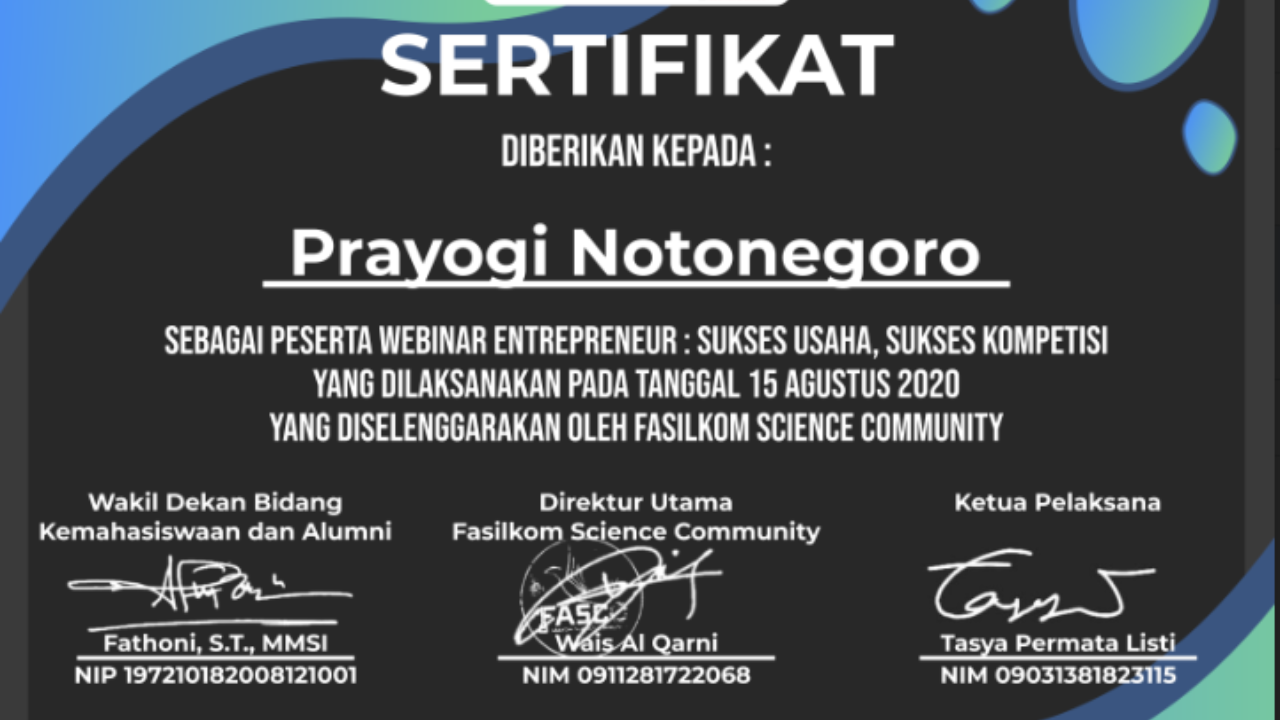 SERTIFIKAT
DIBERIKAN KEPADA :
Prayogi Notonegoro
SEBAGAI PESERTA WEBINAR ENTREPRENEUR : SUKSES USAHA, SUKSES KOMPETISI
YANG DILAKSANAKAN PADA TANGGAL 15 AGUSTUS 2020
YANG DISELENGGARAKAN OLEH FASILKOM SCIENCE COMMUNITY
Wakil Dekan Bidang
Kemahasiswaan dan Alumni
Fathoni, S.T., MMSI
NIP 197210182008121001
Direktur Utama
Fasilkom Science Community
FASCO
Wais Al Qarni
NIM 0911281722068
Ketua Pelaksana
Tasya Permata Listi
NIM 09031381823115